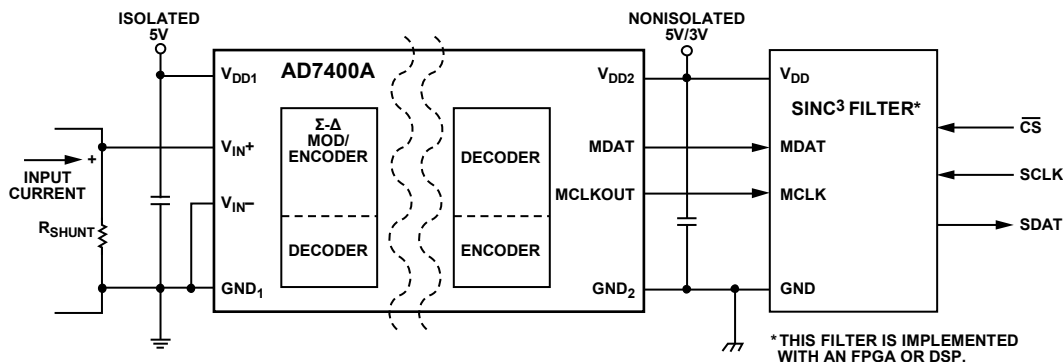 ISOLATED
5V
NONISOLATED
5V/3V
AD7400A
VDD1
VIN+
VIN–
GND1
Σ-Δ
MOD/
ENCODER
DECODER
DECODER
ENCODER
VDD2
MDAT
MCLKOUT
GND2
VDD
SINC3 FILTER*
MDAT
MCLK
GND
CS
SCLK
SDAT
+
INPUT
CURRENT
RSHUNT
* THIS FILTER IS IMPLEMENTED
WITH AN FPGA OR DSP.